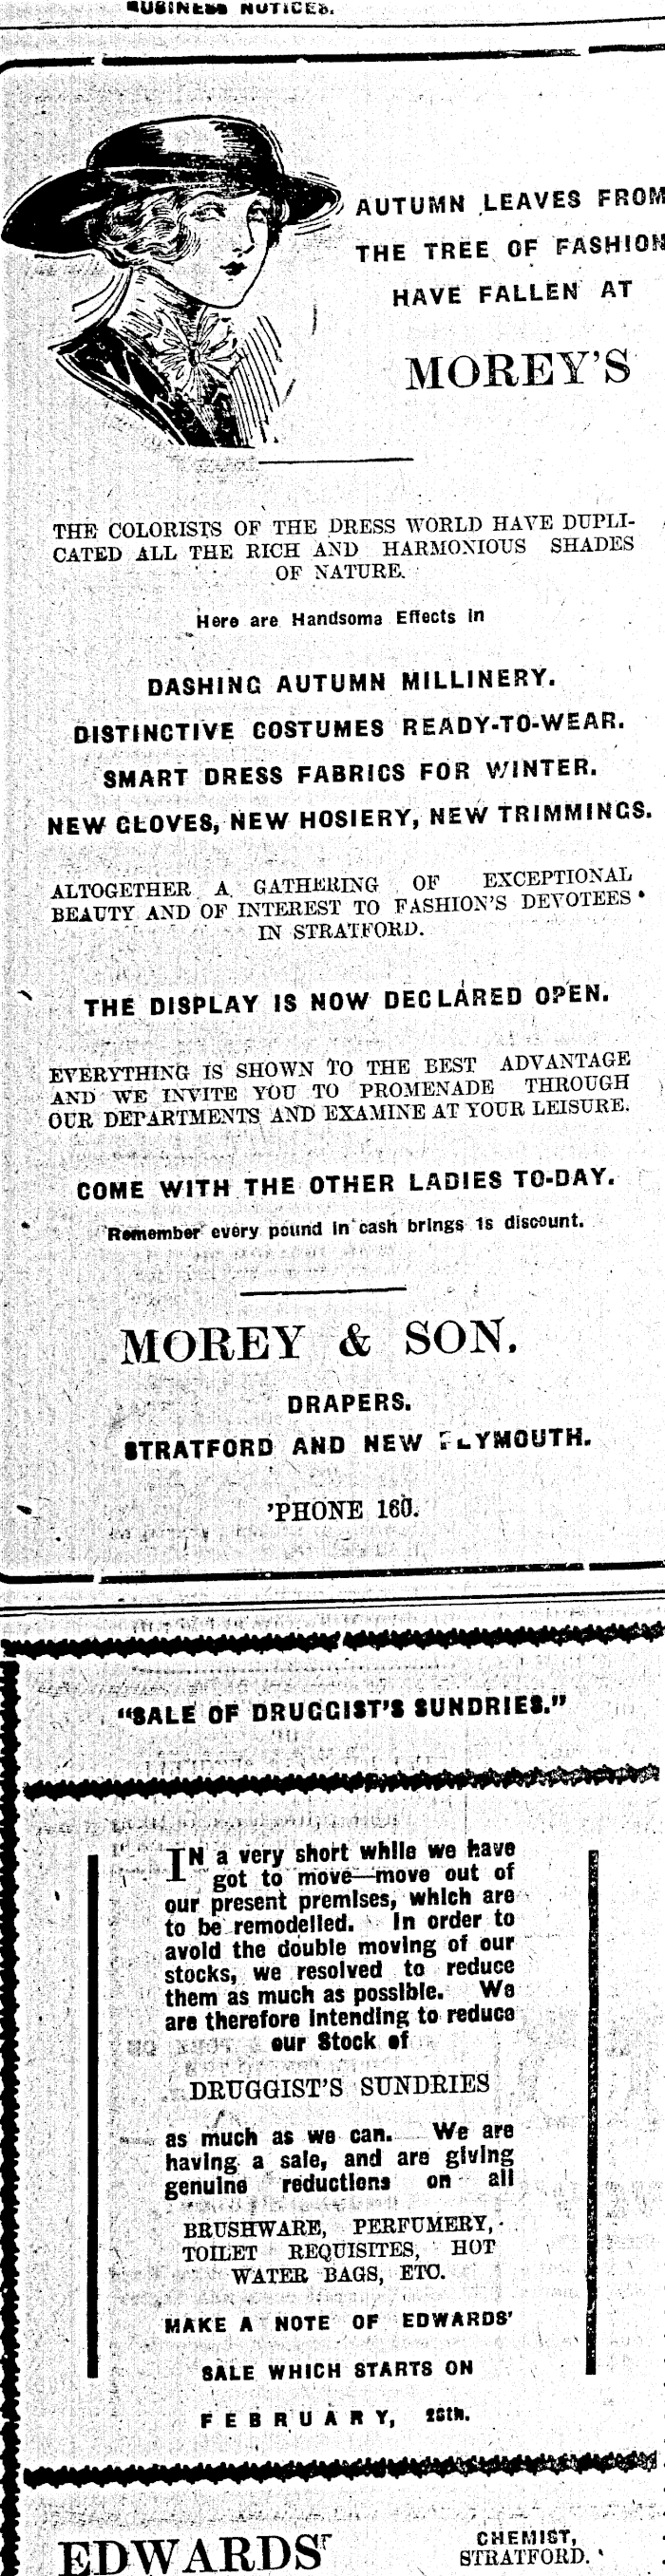 BUSINESS NOTICES.
AUTUMN LEAVES FROM
THE TREE OF FASHION
HAVE FALLEN AT
MOREY'S
THE COLORISTS OF THE DRESS WORLD HAVE DUPLI-
CATED ALL THE RICH AND HARMONIOUS SHADES
OF NATURE.
Here are Handsoma Effects in
DASHING AUTUMN MILLINERY.
DISTINCTIVE COSTUMES READY-TO-WEAR.
SMART DRESS FABRICS FOR WINTER.
NEW GLOVES, NEW HOSIERY, NEW TRIMMINGS.
ALTOGETHER A GATHERING OF EXCEPTIONAL
BEAUTY AND OF INTEREST TO FASHION'S DEVOTEES
IN STRATFORD.
THE DISPLAY IS NOW DECLARED OPEN.
EVERYTHING IS SHOWN TO THE BEST ADVANTAGE
AND WE INVITE YOU TO PROMENADE THROUGH
OUR DEPARTMENTS AND EXAMINE AT YOUR LEISURE.
COME WITH THE OTHER LADIES TO-DAY.
Remember every pound in cash brings 1s discount.
MOREY & SON.
DRAPERS.
STRATFORD AND NEW PLYMOUTH.
'PHONE 160.
"SALE OF DRUGGIST'S SUNDRIES."
IN a very short while we have
got to move—move out of
our present premises, which are
to be remodelled. In order to
avoid the double moving of our
stocks, we resolved to reduce
them as much as possible. We
are therefore intending to reduce
our Stock of
DRUGGIST'S SUNDRIES
as much as we can. We are
having a sale, and are giving
genuine reductions on all
BRUSHWARE, PERFUMERY,
TOILET REQUISITES, HOT
WATER BAGS, ETC.
MAKE A NOTE OF EDWARDS'
SALE WHICH STARTS ON
FEBRUARY,
EDWARDS'
CHEMIST,
STRATFORD.